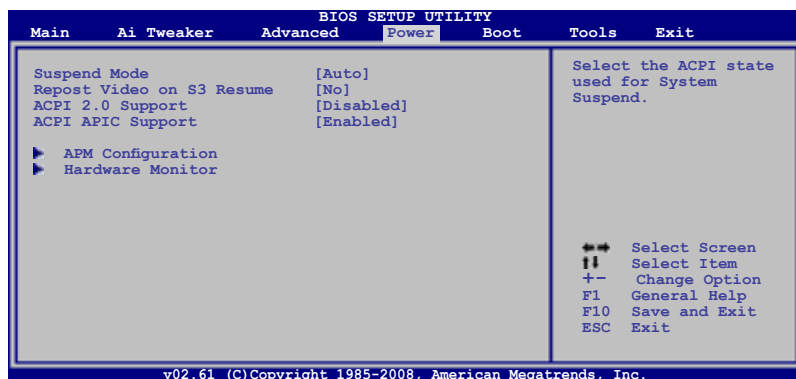 BIOS SETUP UTILITY
Main Ai Tweaker Advanced Power Boot Tools Exit
Suspend Mode [Auto]
Repost Video on S3 Resume [No]
ACPI 2.0 Support [Disabled]
ACPI APIC Support [Enabled]
APM Configuration
Hardware Monitor
Select the ACPI state
used for System
Suspend.
Select Screen
Select Item
+- Change Option
F1 General Help
F10 Save and Exit
ESC Exit
v02.61 (C)Copyright 1985-2008, American Megatrends, Inc.